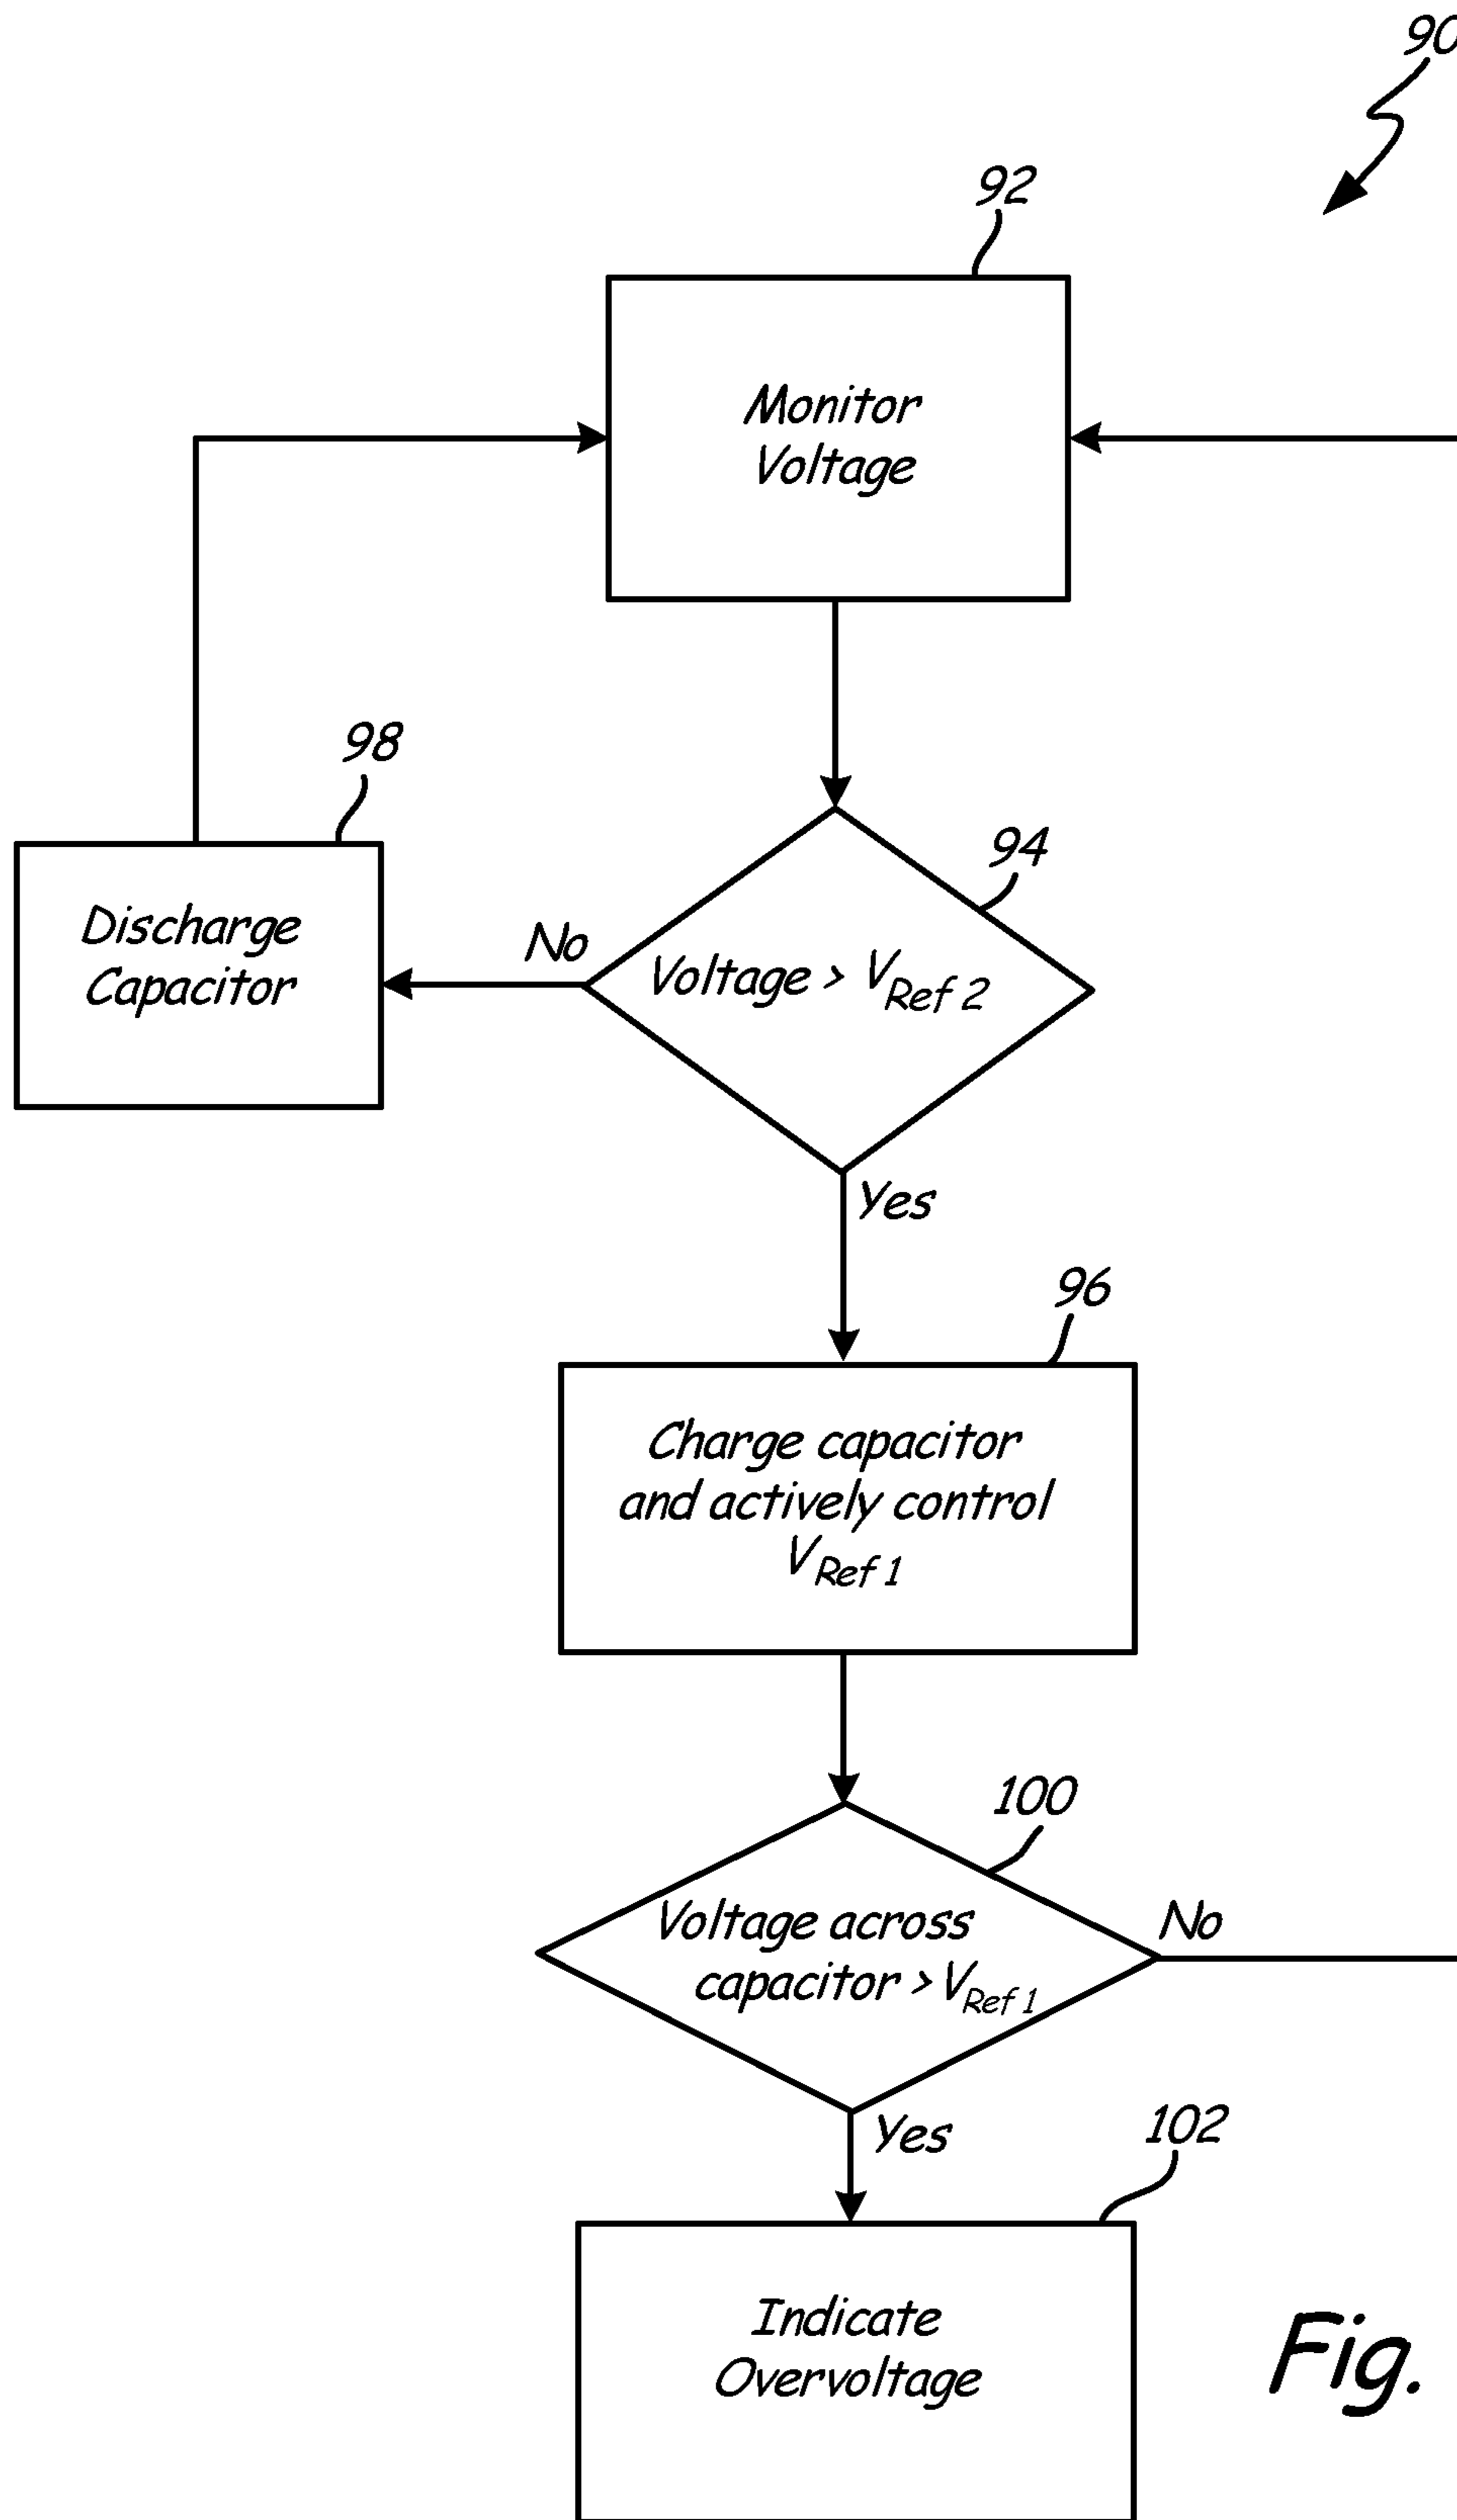 90
92
Monitor
Voltage
98
94
Discharge
Capacitor
No
Voltage > VRef 2
Yes
96
Charge capacitor
and actively control
VRef 1
100
Voltage across
capacitor > VRef 1
No
Yes
102
Indicate
Overvoltage
Fig.